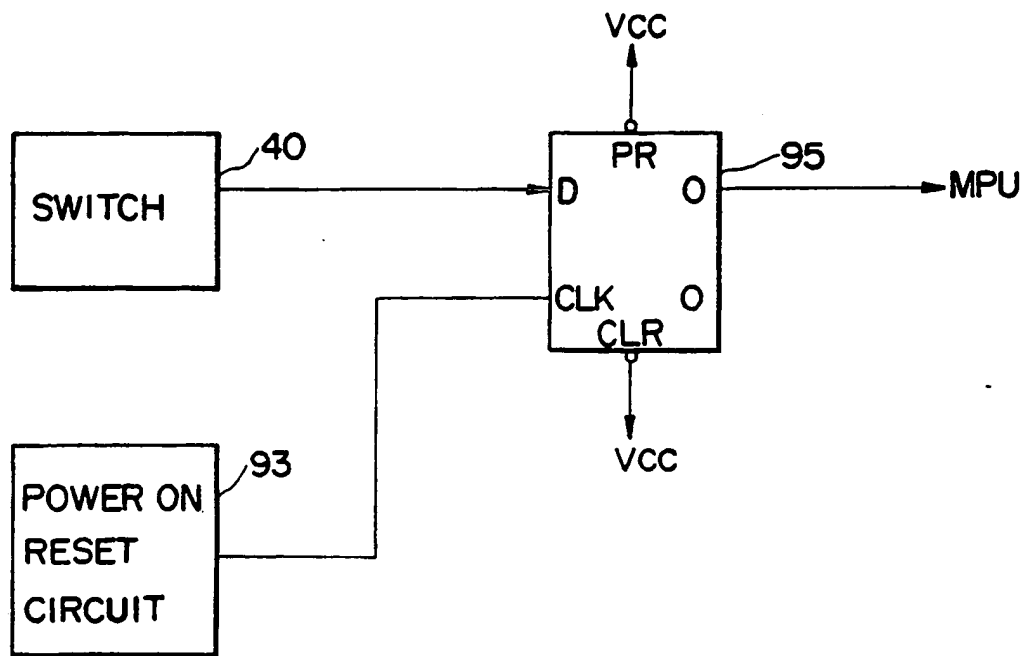 VCC
40
SWITCH
PR
95
D
O
MPU
CLK
O
CLR
VCC
93
POWER ON
RESET
CIRCUIT